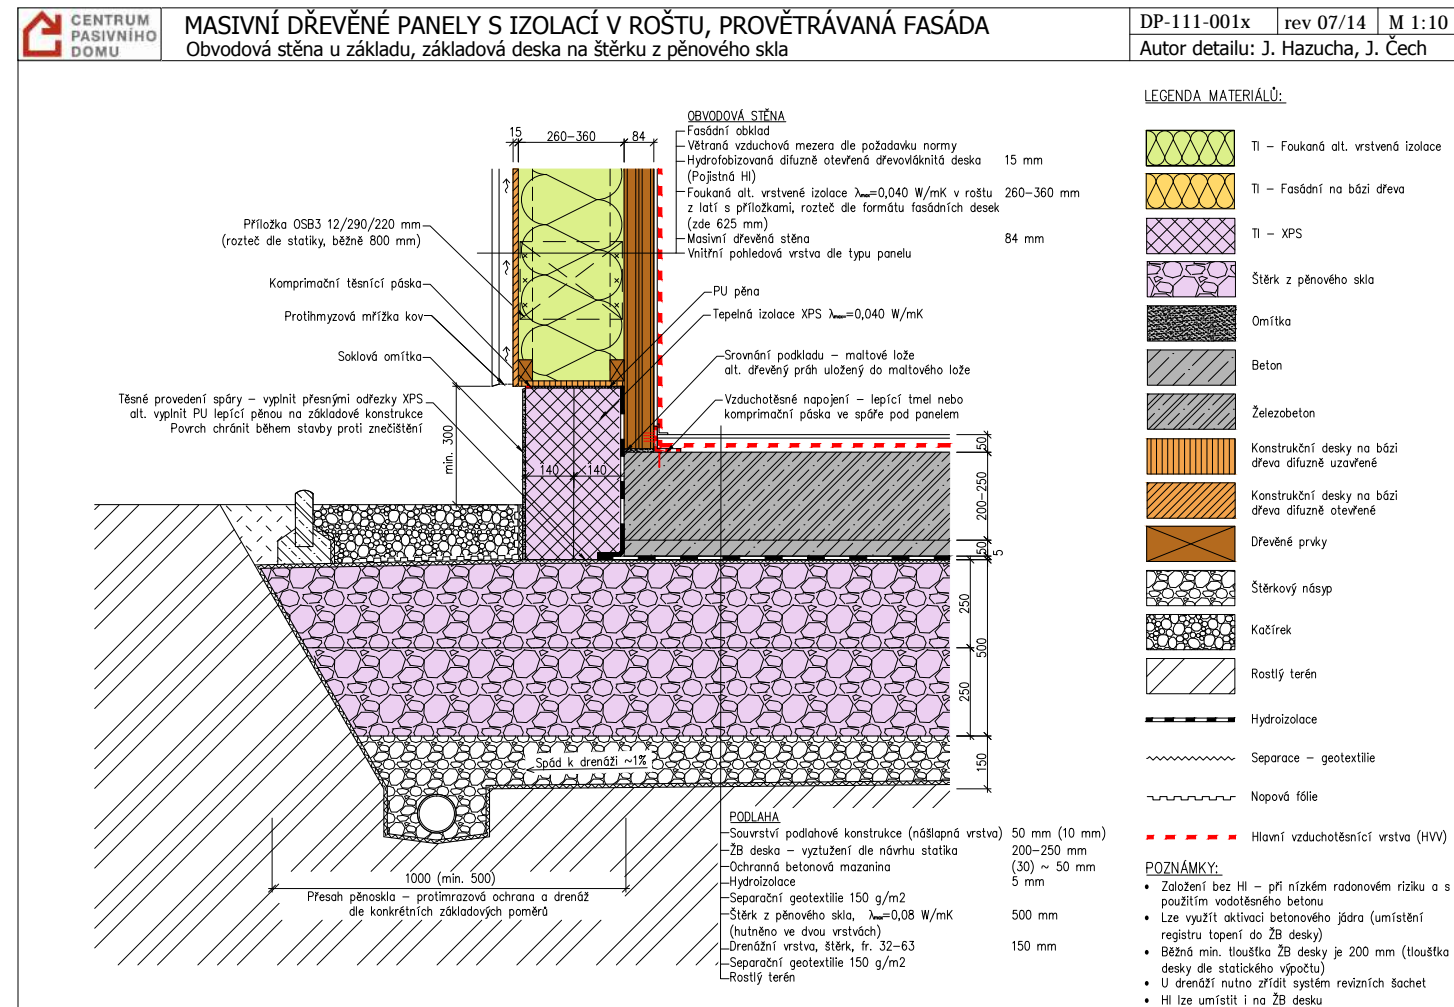 CENTRUM
PASIVNÍHO
DOMU
MASIVNÍ DŘEVĚNÉ PANELY S IZOLACÍ V ROŠTU, PROVĚTRÁVANÁ FASÁDA
Obvodová stěna u základu, základová deska na štěrku z pěnového skla
DP-111-001x
rev 07/14
M 1:10
Autor detailu: J. Hazucha, J. Čech
15
260-360
84
OBVODOVÁ STĚNA
Fasádní obklad
Větraná vzduchová mezera dle požadavku normy
Hydrofobizovaná difuzně otevřená dřevovláknitá deska 15 mm
(Pojistná HI)
Foukaná alt. vrstvené izolace λ=0,040 W/mK v roštu 260-360 mm
z latí s příložkami, rozteč dle formátu fasádních desek
(zde 625 mm)
Masivní dřevěná stěna 84 mm
Vnitřní pohledová vrstva dle typu panelu
Příložka OSB3 12/290/220 mm
(rozteč dle statiky, běžně 800 mm)
Komprimační těsnící páska
Protihmyzová mřížka kov
Soklová omítka
Těsné provedení spáry – vyplnit přesnými odřezky XPS
alt. vyplnit PU lepící pěnou na základové konstrukce
Povrch chránit během stavby proti znečištění
PU pěna
Tepelná izolace XPS λ=0,040 W/mK
Srovnání podkladu – maltové lože
alt. dřevěný práh uložený do maltového lože
Vzduchotěsné napojení – lepící tmel nebo
komprimační páska ve spáře pod panelem
min. 300
140
140
50
200-250
50
5
250
500
250
150
Spád k drenáži ~1%
1000 (min. 500)
Přesah pěnoskla – protimrazová ochrana a drenáž
dle konkrétních základových poměrů
PODLAHA
Souvrství podlahové konstrukce (nášlapná vrstva) 50 mm (10 mm)
ŽB deska – vyztužení dle návrhu statika 200-250 mm
Ochranná betonová mazanina (30) ~ 50 mm
Hydroizolace 5 mm
Separační geotextilie 150 g/m2
Štěrk z pěnového skla, λ=0,08 W/mK 500 mm
(hutněno ve dvou vrstvách)
Drenážní vrstva, štěrk, fr. 32-63 150 mm
Separační geotextilie 150 g/m2
Rostlý terén
LEGENDA MATERIÁLŮ:
TI – Foukaná alt. vrstvená izolace
TI – Fasádní na bázi dřeva
TI – XPS
Štěrk z pěnového skla
Omítka
Beton
Železobeton
Konstrukční desky na bázi
dřeva difuzně uzavřené
Konstrukční desky na bázi
dřeva difuzně otevřené
Dřevěné prvky
Štěrkový násyp
Kačírek
Rostlý terén
Hydroizolace
Separace – geotextilie
Nopová fólie
Hlavní vzduchotěsnící vrstva (HVV)
POZNÁMKY:
• Založení bez HI – při nízkém radonovém riziku a s
použitím vodotěsného betonu
• Lze využít aktivaci betonového jádra (umístění
registru topení do ŽB desky)
• Běžná min. tloušťka ŽB desky je 200 mm (tloušťka
desky dle statického výpočtu)
• U drenáží nutno zřídit systém revizních šachet
• HI lze umístit i na ŽB desku